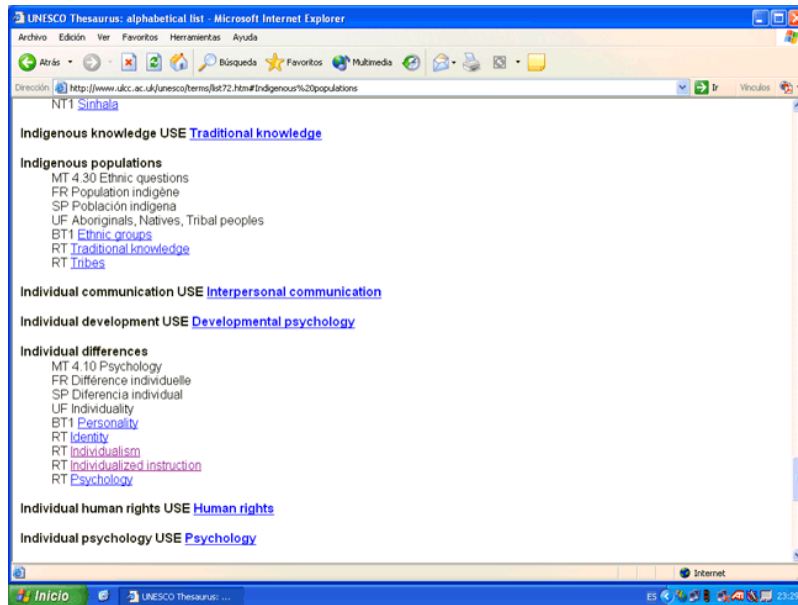 UNESCO Thesaurus: alphabetical list - Microsoft Internet Explorer
Archivo Edición Ver Favoritos Herramientas Ayuda
Atrás Búsqueda Favoritos Multimedia
Dirección http://www.ulcc.ac.uk/unesco/terms/list72.htm#Indigenous%20populations Ir Vínculos
NT1 Sinhala
Indigenous knowledge USE Traditional knowledge
Indigenous populations
MT 4.30 Ethnic questions
FR Population indigène
SP Población indígena
UF Aboriginals, Natives, Tribal peoples
BT1 Ethnic groups
RT Traditional knowledge
RT Tribes
Individual communication USE Interpersonal communication
Individual development USE Developmental psychology
Individual differences
MT 4.10 Psychology
FR Différence individuelle
SP Diferencia individual
UF Individuality
BT1 Personality
RT Identity
RT Individualism
RT Individualized instruction
RT Psychology
Individual human rights USE Human rights
Individual psychology USE Psychology
Internet
Inicio UNESCO Thesaurus: ... ES 23:29